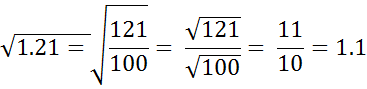 √1.21 = √(121/100) = √121/√100 = 11/10 = 1.1